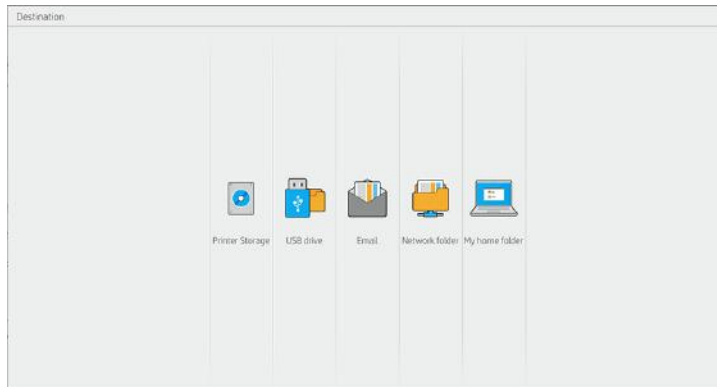 Destination
Printer Storage
USB drive
Email
Network folder
My home folder